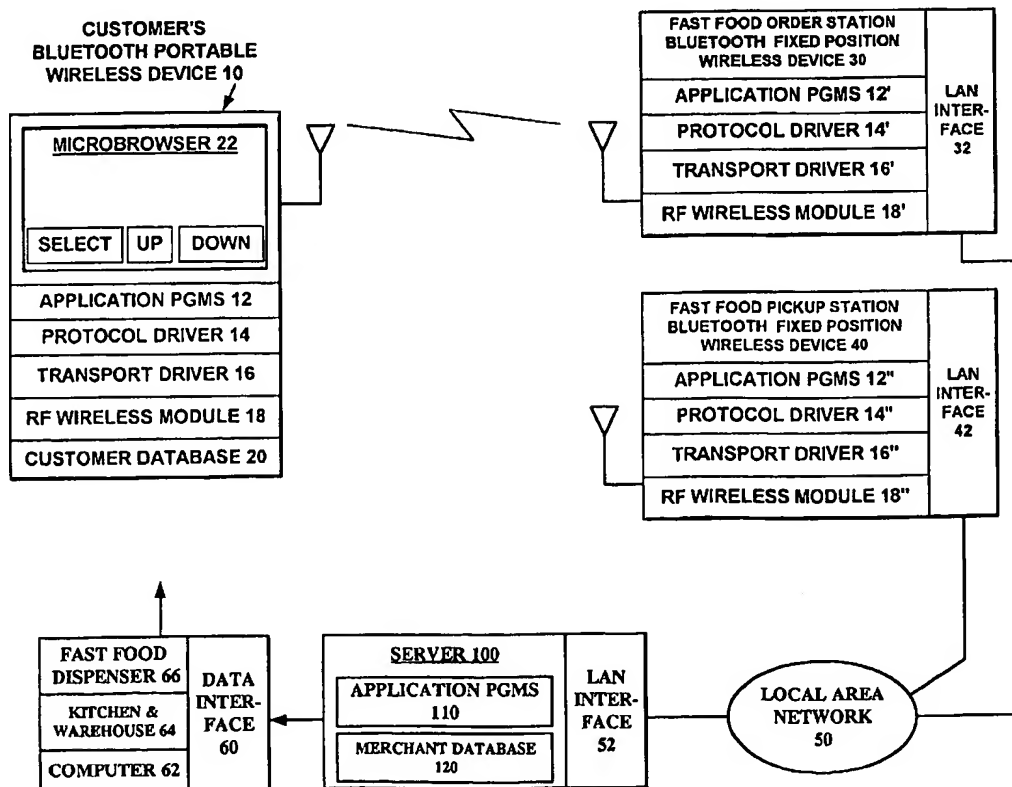 CUSTOMER'S
BLUETOOTH PORTABLE
WIRELESS DEVICE 10
MICROBROWSER 22
SELECT UP DOWN
APPLICATION PGMS 12
PROTOCOL DRIVER 14
TRANSPORT DRIVER 16
RF WIRELESS MODULE 18
CUSTOMER DATABASE 20
FAST FOOD ORDER STATION
BLUETOOTH FIXED POSITION
WIRELESS DEVICE 30
APPLICATION PGMS 12'
PROTOCOL DRIVER 14'
TRANSPORT DRIVER 16'
RF WIRELESS MODULE 18'
LAN
INTER-
FACE
32
FAST FOOD PICKUP STATION
BLUETOOTH FIXED POSITION
WIRELESS DEVICE 40
APPLICATION PGMS 12"
PROTOCOL DRIVER 14"
TRANSPORT DRIVER 16"
RF WIRELESS MODULE 18"
LAN
INTER-
FACE
42
FAST FOOD
DISPENSER 66
KITCHEN &
WAREHOUSE 64
COMPUTER 62
DATA
INTER-
FACE
60
SERVER 100
APPLICATION PGMS
110
MERCHANT DATABASE
120
LAN
INTER-
FACE
52
LOCAL AREA
NETWORK
50